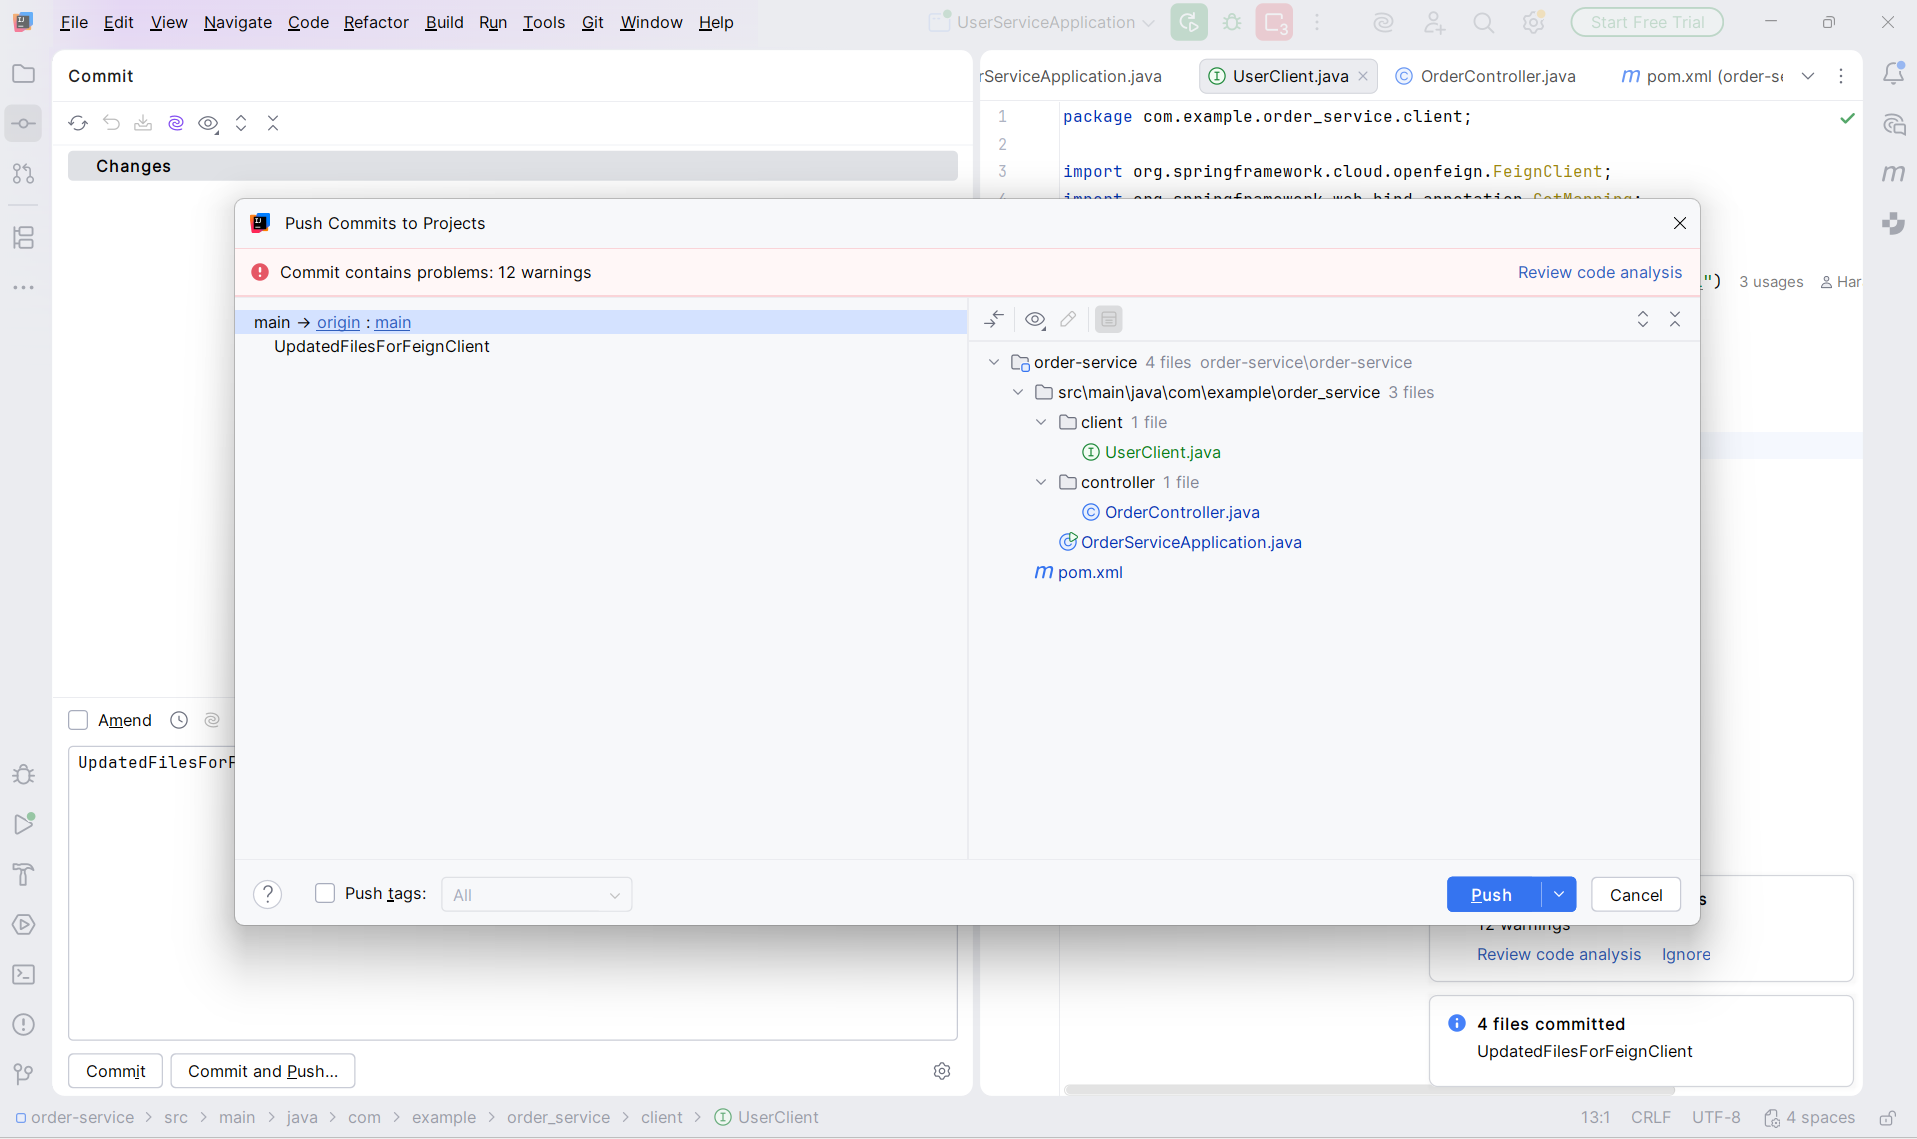 File Edit View Navigate Code Refactor Build Run Tools Git Window Help
UserServiceApplication
3
Start Free Trial
Commit
rServiceApplication.java
UserClient.java
OrderController.java
m pom.xml (order-se
Changes
1 package com.example.order_service.client;
2
3 import org.springframework.cloud.openfeign.FeignClient;
Push Commits to Projects
Commit contains problems: 12 warnings
Review code analysis
") 3 usages Har
main → origin : main
UpdatedFilesForFeignClient
order-service 4 files order-service\order-service
src\main\java\com\example\order_service 3 files
client 1 file
UserClient.java
controller 1 file
OrderController.java
OrderServiceApplication.java
m pom.xml
Amend
UpdatedFilesForF
? Push tags: All
Push
Cancel
s
12 warnings
Review code analysis Ignore
4 files committed
UpdatedFilesForFeignClient
Commit
Commit and Push...
order-service > src > main > java > com > example > order_service > client > UserClient
13:1 CRLF UTF-8 4 spaces